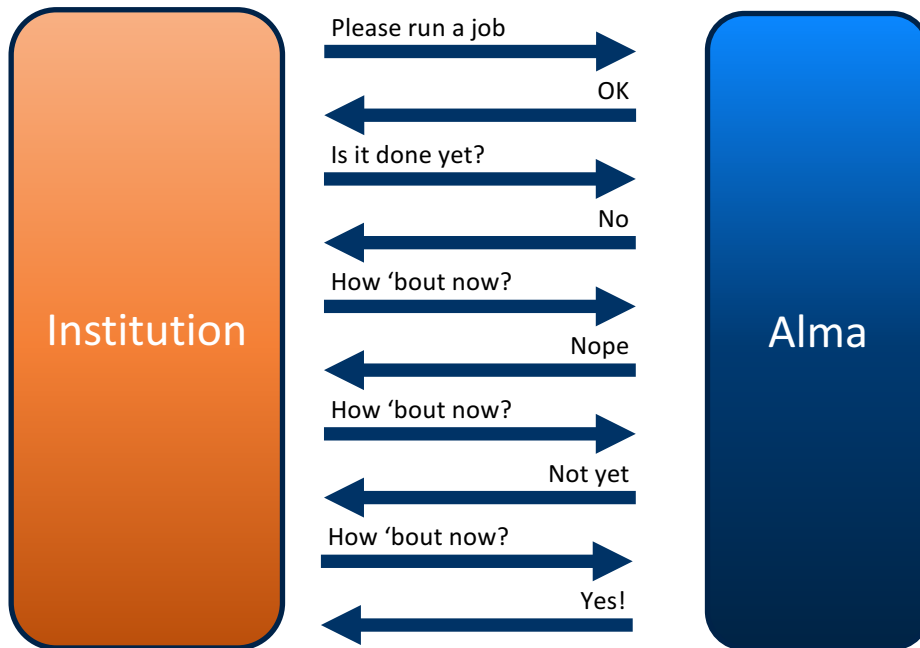 Please run a job
OK
Is it done yet?
No
How ‘bout now?
Institution
Alma
Nope
How ‘bout now?
Not yet
How ‘bout now?
Yes!